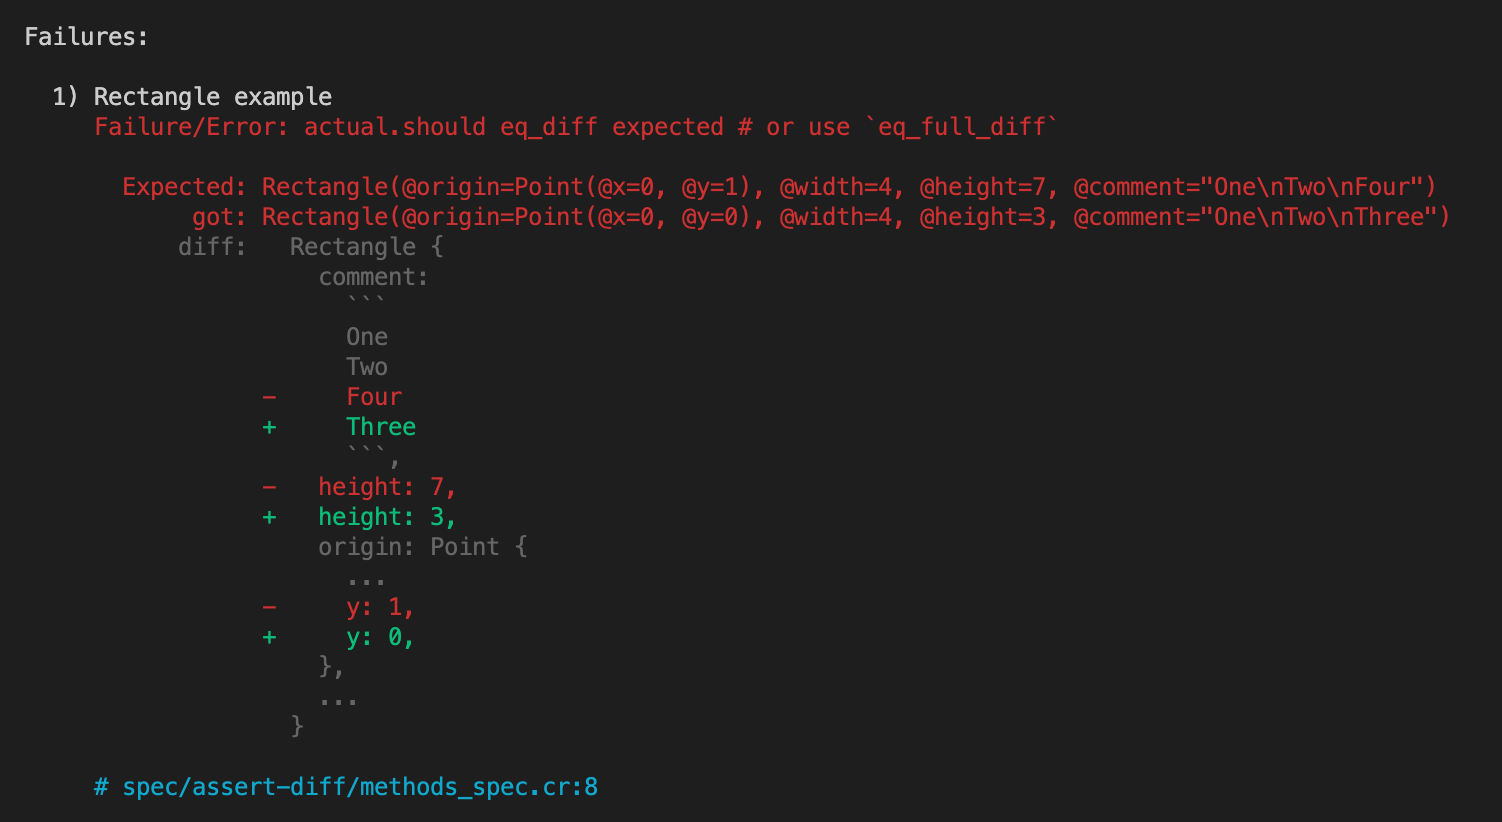 Failures:
1) Rectangle example
Failure/Error: actual.should eq_diff expected # or use `eq_full_diff`
Expected: Rectangle(@origin=Point(@x=0, @y=1), @width=4, @height=7, @comment="One\nTwo\nFour")
got: Rectangle(@origin=Point(@x=0, @y=0), @width=4, @height=3, @comment="One\nTwo\nThree")
diff:   Rectangle {
comment:
```
One
Two
-     Four
+     Three
```,
-   height: 7,
+   height: 3,
origin: Point {
...
-     y: 1,
+     y: 0,
},
...
}
# spec/assert-diff/methods_spec.cr:8